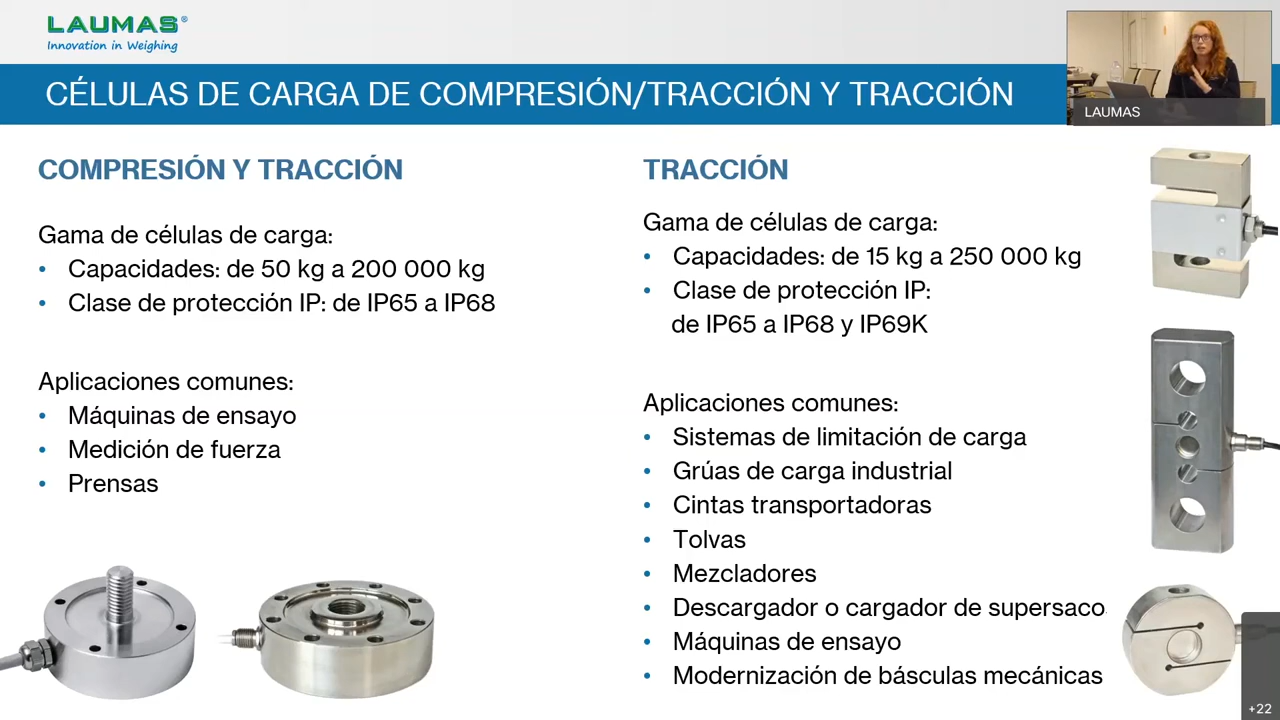 LAUMAS®
Innovation in Weighing
CÉLULAS DE CARGA DE COMPRESIÓN/TRACCIÓN Y TRACCIÓN
LAUMAS
COMPRESIÓN Y TRACCIÓN
Gama de células de carga:
• Capacidades: de 50 kg a 200 000 kg
• Clase de protección IP: de IP65 a IP68
Aplicaciones comunes:
• Máquinas de ensayo
• Medición de fuerza
• Prensas
TRACCIÓN
Gama de células de carga:
• Capacidades: de 15 kg a 250 000 kg
• Clase de protección IP:
de IP65 a IP68 y IP69K
Aplicaciones comunes:
• Sistemas de limitación de carga
• Grúas de carga industrial
• Cintas transportadoras
• Tolvas
• Mezcladores
• Descargador o cargador de supersaco
• Máquinas de ensayo
• Modernización de básculas mecánicas
+22